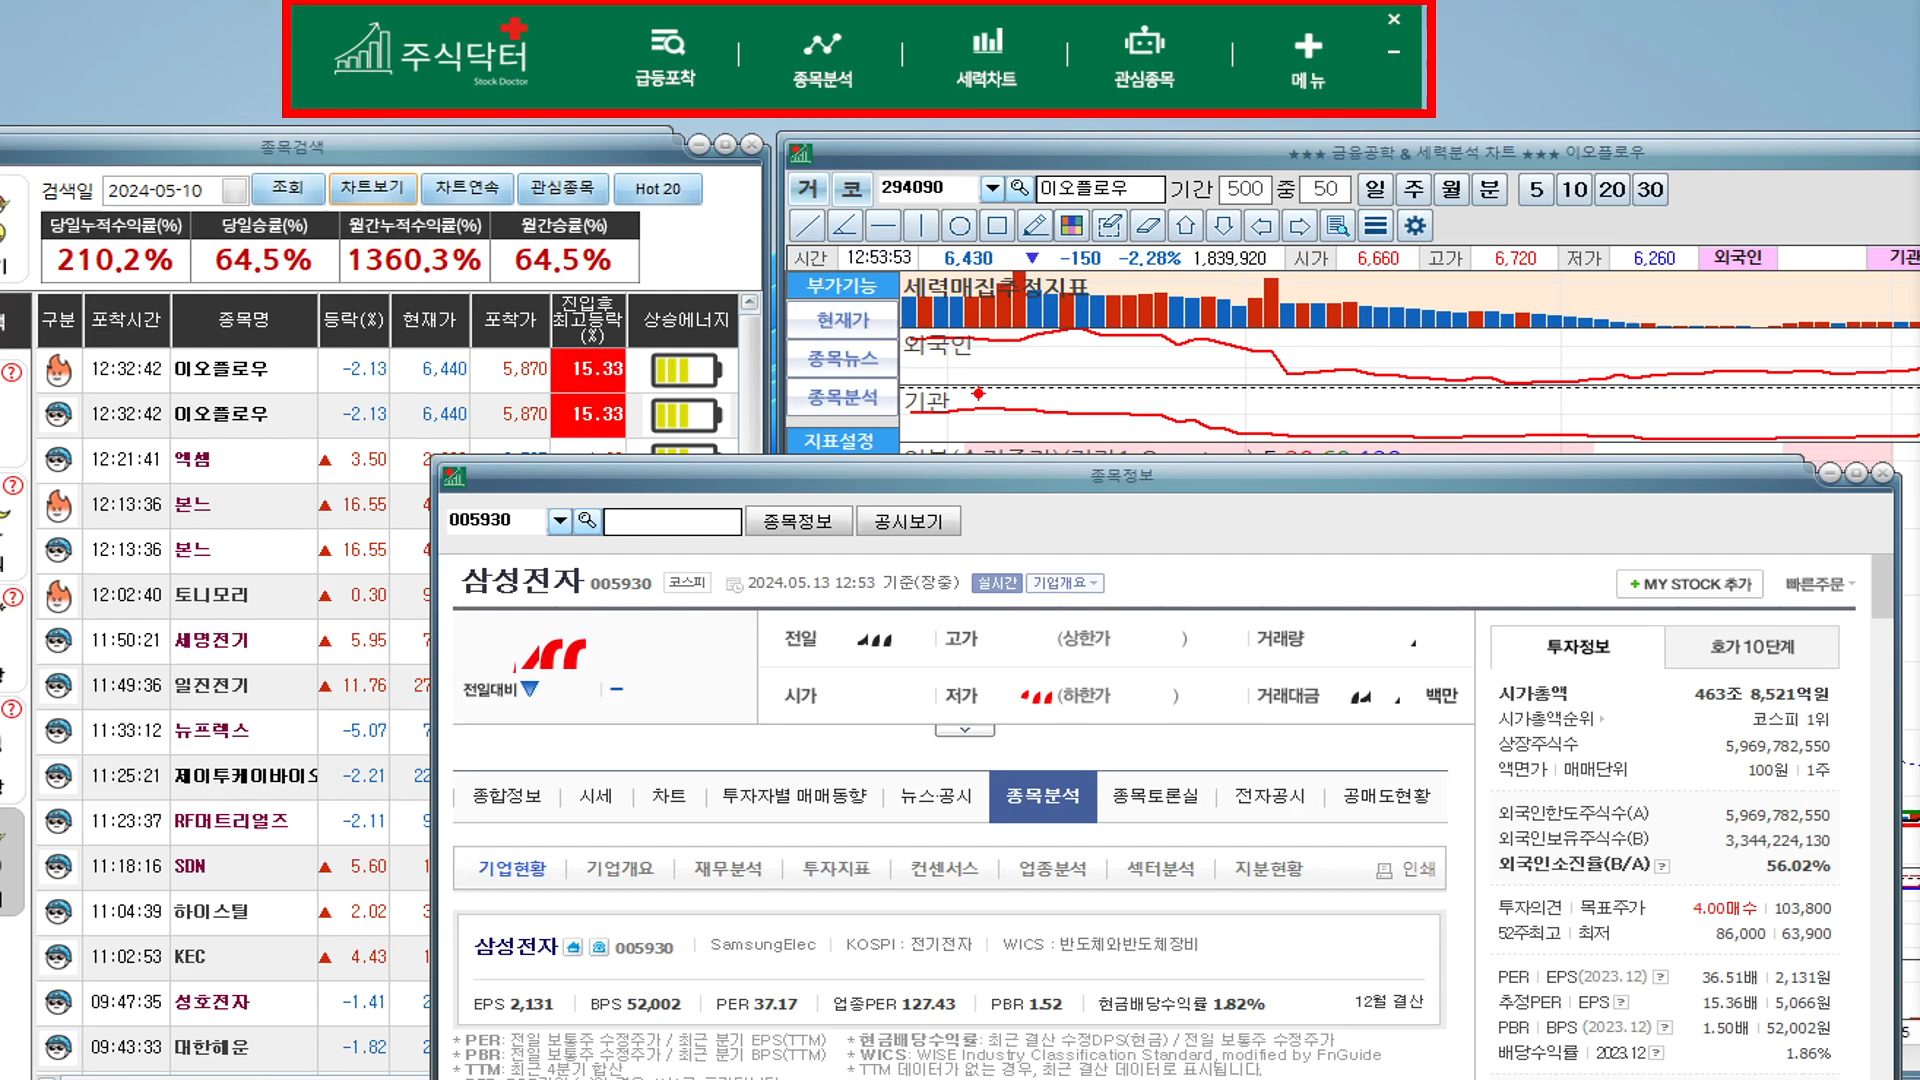 주식닥터
Stock Doctor
급등포착
종목분석
세력차트
관심종목
메뉴
종목검색
검색일 2024-05-10 조회 차트보기 차트연속 관심종목 Hot 20
당일누적수익률(%) 당일승률(%) 월간누적수익률(%) 월간승률(%)
210.2% 64.5% 1360.3% 64.5%
구분 포착시간 종목명 등락(%) 현재가 포착가 진입후 최고등락 (%) 상승에너지
12:32:42 이오플로우 -2.13 6,440 5,870 15.33
12:32:42 이오플로우 -2.13 6,440 5,870 15.33
12:21:41 엑셈 ▲ 3.50
12:13:36 본느 ▲ 16.55
12:13:36 본느 ▲ 16.55
12:02:40 토니모리 ▲ 0.30
11:50:21 세명전기 ▲ 5.95
11:49:36 일진전기 ▲ 11.76
11:33:12 뉴프렉스 -5.07
11:25:21 제이투케이바이오 -2.21
11:23:37 RF머트리얼즈 -2.11
11:18:16 SDN ▲ 5.60
11:04:39 하이스틸 ▲ 2.02
11:02:53 KEC ▲ 4.43
09:47:35 성호전자 -1.41
09:43:33 대한해운 -1.82
★★★ 금융공학 & 세력분석 차트 ★★★ 이오플로우
거 코 294090 이오플로우 기간 500 중 50 일 주 월 분 5 10 20 30
시간 12:53:53 6,430 ▼ -150 -2.28% 1,839,920 시가 6,660 고가 6,720 저가 6,260 외국인 기관
부가기능
현재가
종목뉴스
종목분석
지표설정
세력매집추정지표
외국인
기관
종목정보
005930 종목정보 공시보기
삼성전자 005930 코스피 2024.05.13 12:53 기준(장중) 실시간 기업개요
+ MY STOCK 추가 빠른주문
전일대비 ▼
전일 고가 (상한가 ) 거래량
시가 저가 (하한가 ) 거래대금 백만
종합정보 시세 차트 투자자별 매매동향 뉴스·공시 종목분석 종목토론실 전자공시 공매도현황
기업현황 기업개요 재무분석 투자지표 컨센서스 업종분석 섹터분석 지분현황 인쇄
삼성전자 005930 SamsungElec KOSPI : 전기전자 WICS : 반도체와반도체장비
EPS 2,131 BPS 52,002 PER 37.17 업종PER 127.43 PBR 1.52 현금배당수익률 1.82% 12월 결산
* PER: 전일 보통주 수정주가 / 최근 분기 EPS(TTM) * 현금배당수익률: 최근 결산 수정DPS(현금) / 전일 보통주 수정주가
* PBR: 전일 보통주 수정주가 / 최근 분기 BPS(TTM) * WICS: WISE Industry Classification Standard, modified by FnGuide
* TTM: 최근 4분기 합산 * TTM 데이터가 없는 경우, 최근 결산 데이터로 표시됩니다.
투자정보 호가 10단계
시가총액 463조 8,521억원
시가총액순위 코스피 1위
상장주식수 5,969,782,550
액면가 | 매매단위 100원 | 1주
외국인한도주식수(A) 5,969,782,550
외국인보유주식수(B) 3,344,224,130
외국인소진율(B/A) ? 56.02%
투자의견 | 목표주가 4.00매수 | 103,800
52주최고 | 최저 86,000 | 63,900
PER | EPS(2023.12) ? 36.51배 | 2,131원
추정PER | EPS ? 15.36배 | 5,066원
PBR | BPS (2023.12) ? 1.50배 | 52,002원
배당수익률 | 2023.12 ? 1.86%